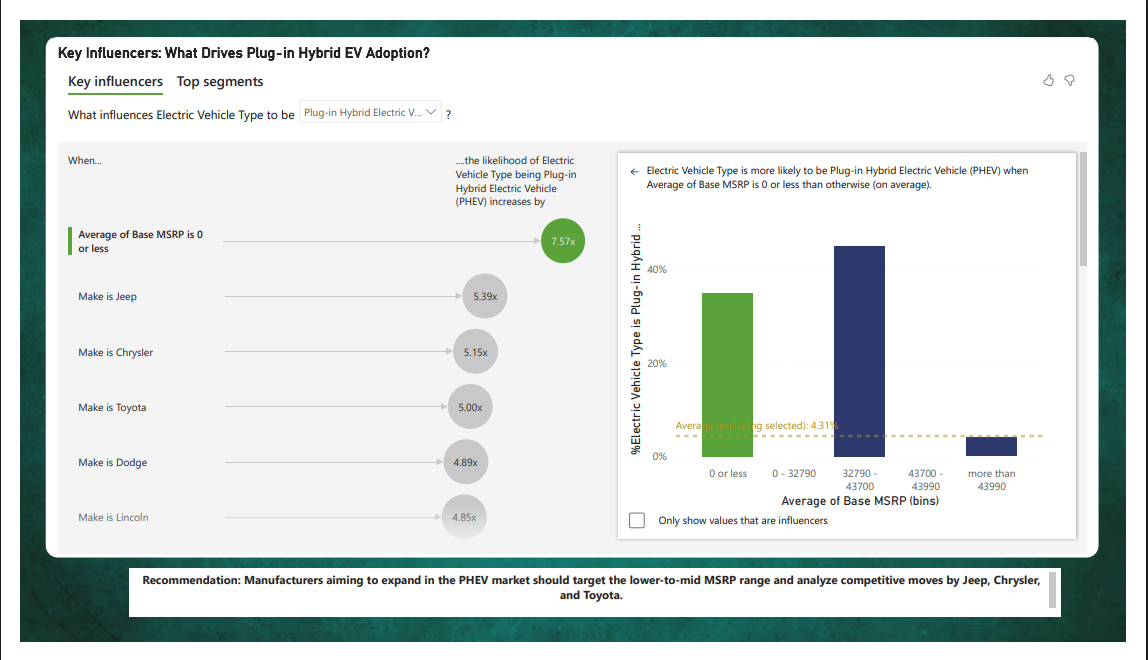 Key Influencers: What Drives Plug-in Hybrid EV Adoption?
Key influencers Top segments
What influences Electric Vehicle Type to be Plug-in Hybrid Electric V... ?
When...
....the likelihood of Electric
Vehicle Type being Plug-in
Hybrid Electric Vehicle
(PHEV) increases by
Average of Base MSRP is 0
or less
7.57x
Make is Jeep
5.39x
Make is Chrysler
5.15x
Make is Toyota
5.00x
Make is Dodge
4.89x
Make is Lincoln
4.85x
Electric Vehicle Type is more likely to be Plug-in Hybrid Electric Vehicle (PHEV) when
Average of Base MSRP is 0 or less than otherwise (on average).
%Electric Vehicle Type is Plug-in Hybrid ...
40%
20%
0%
Average (excluding selected): 4.31%
0 or less
0 - 32790
32790 -
43700
43700 -
43990
more than
43990
Average of Base MSRP (bins)
Only show values that are influencers
Recommendation: Manufacturers aiming to expand in the PHEV market should target the lower-to-mid MSRP range and analyze competitive moves by Jeep, Chrysler,
and Toyota.